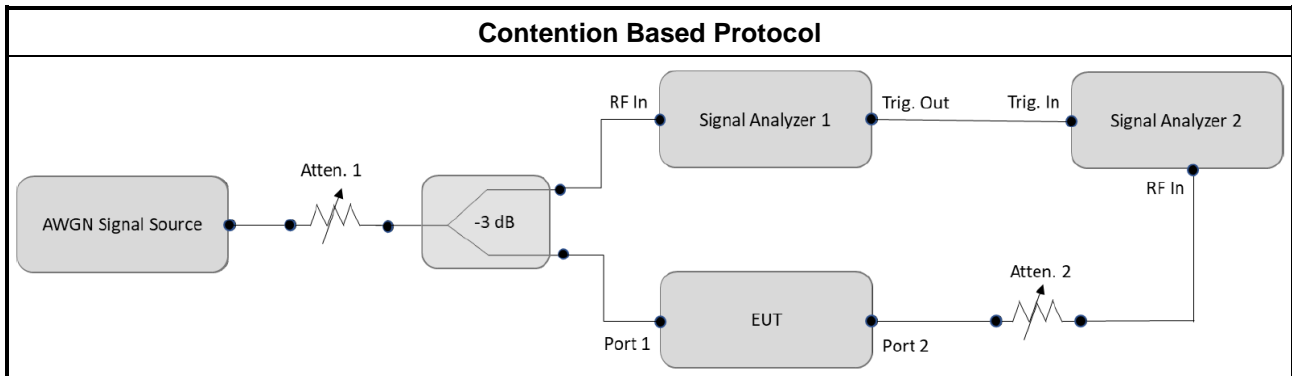 Contention Based Protocol
RF In
Signal Analyzer 1
Trig. Out
Trig. In
Signal Analyzer 2
RF In
Atten. 1
AWGN Signal Source
-3 dB
Atten. 2
EUT
Port 1
Port 2